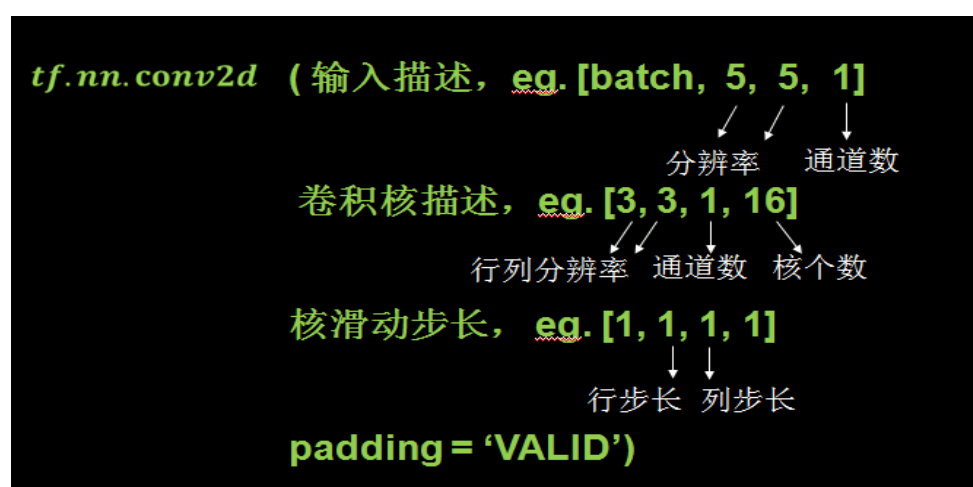 tf.nn.conv2d (输入描述，eg. [batch, 5, 5, 1]
分辨率 通道数
卷积核描述，eg. [3, 3, 1, 16]
行列分辨率 通道数 核个数
核滑动步长， eg. [1, 1, 1, 1]
行步长 列步长
padding = ‘VALID’)